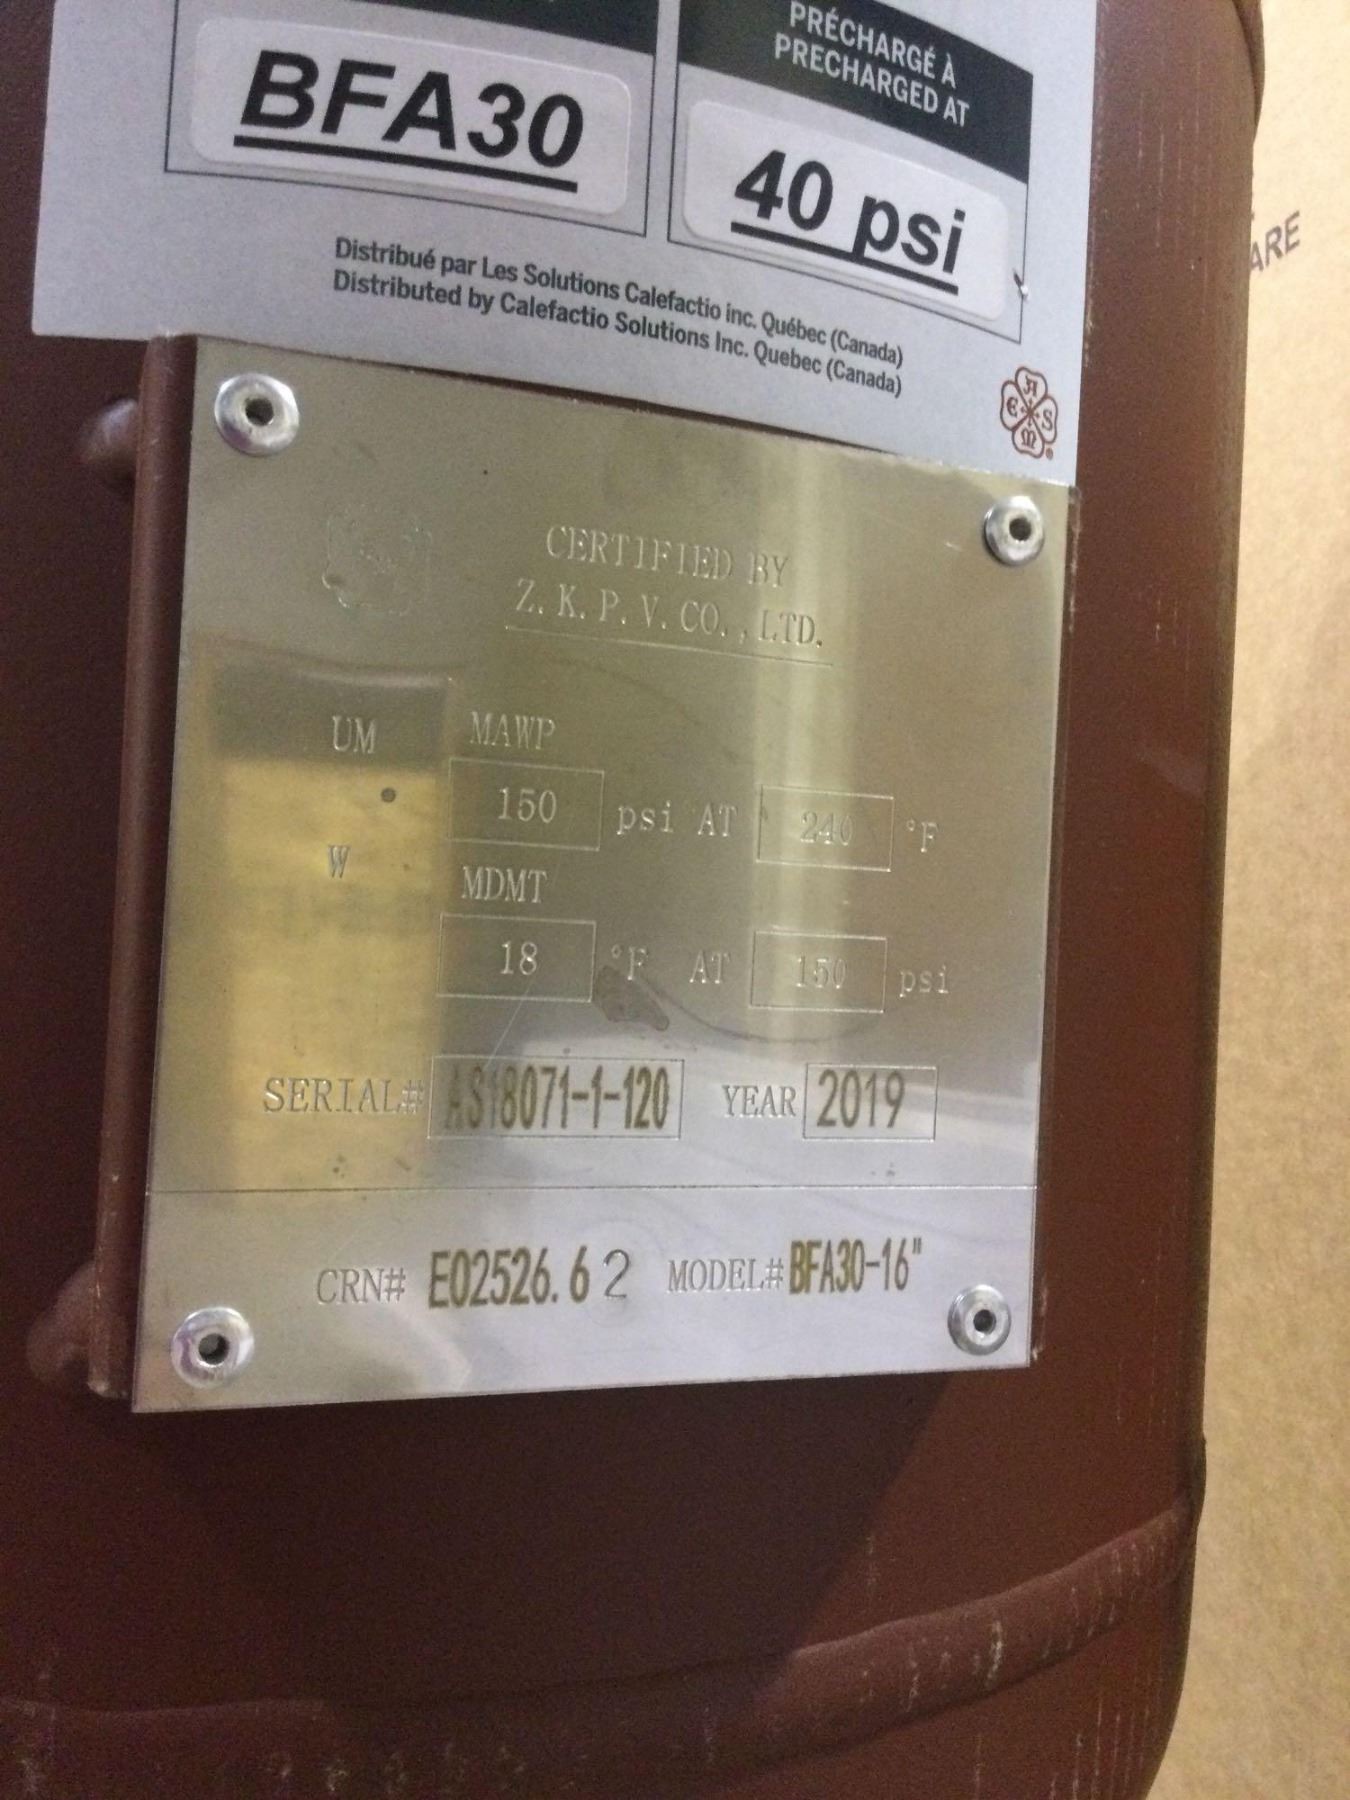 BFA30
PRÉCHARGÉ À
PRECHARGED AT
40 psi
Distribué par Les Solutions Calefactio inc. Québec (Canada)
Distributed by Calefactio Solutions Inc. Quebec (Canada)
ARE
CERTIFIED BY
Z. K. P. V. CO., LTD.
UM MAWP
150 psi AT 240 °F
W
MDMT
18 °F AT 150 psi
SERIAL# AS18071-1-120 YEAR 2019
CRN# E02526.62 MODEL# BFA30-16"